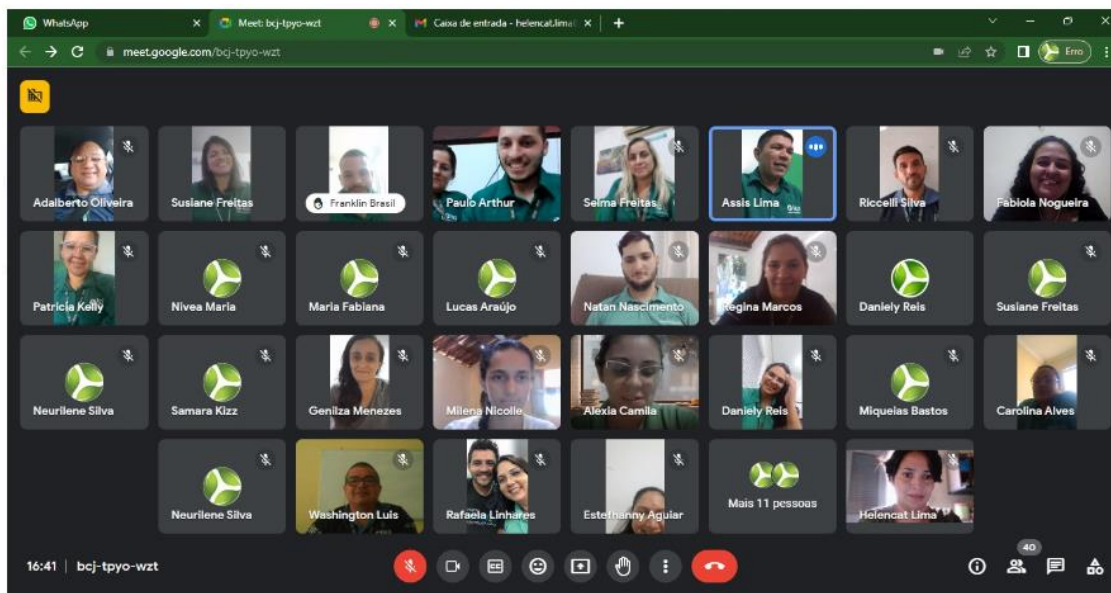 WhatsApp
Meet: bcj-tpyo-wzt
Caixa de entrada - helencat.lima
meet.google.com/bcj-tpyo-wzt
Erro
Adalberto Oliveira
Susiane Freitas
Franklin Brasil
Paulo Arthur
Selma Freitas
Assis Lima
Riccelli Silva
Fabiola Nogueira
Patricia Kelly
Nivea Maria
Maria Fabiana
Lucas Araújo
Natan Nascimento
Regina Marcos
Daniely Reis
Susiane Freitas
Neurilene Silva
Samara Kizz
Genilza Menezes
Milena Nicolle
Alexia Camila
Daniely Reis
Miqueias Bastos
Carolina Alves
Neurilene Silva
Washington Luis
Rafaela Linhares
Estefhanny Aguiar
Mais 11 pessoas
Helencat Lima
16:41 | bcj-tpyo-wzt
40